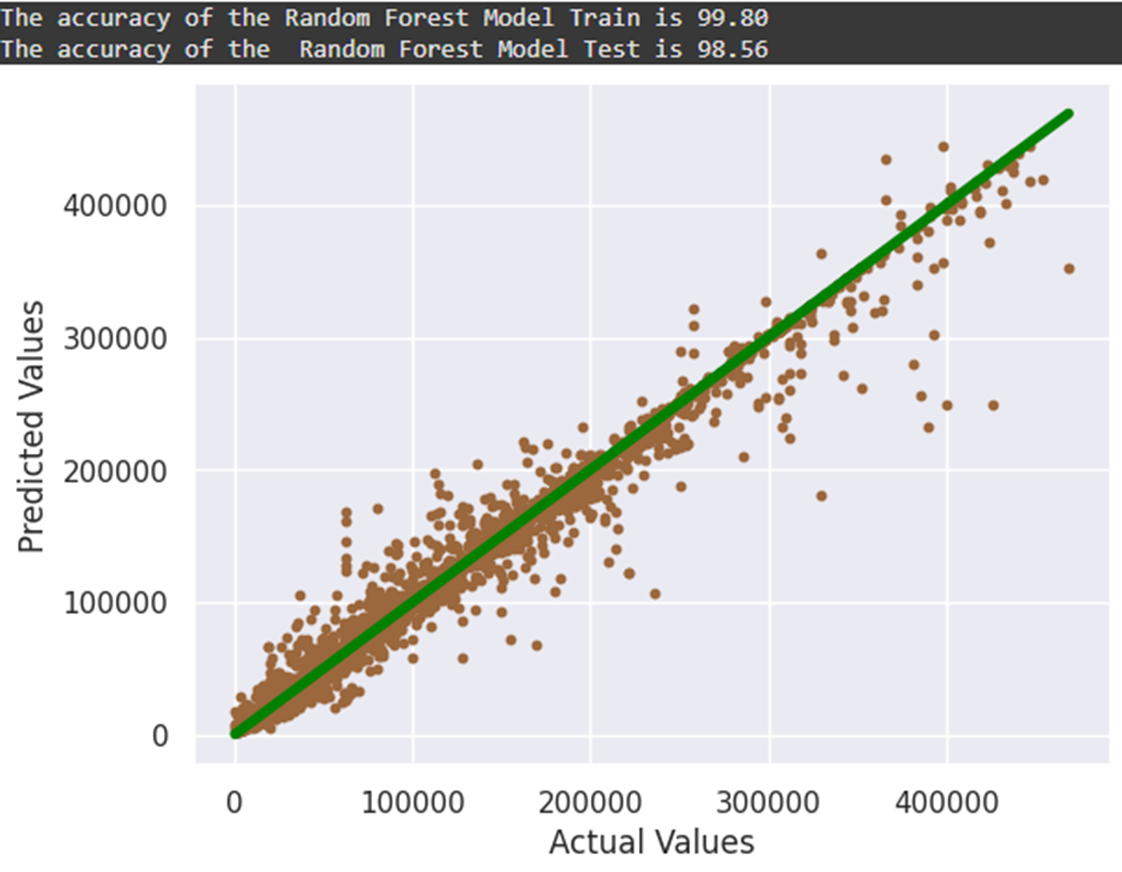 The accuracy of the Random Forest Model Train is 99.80
The accuracy of the  Random Forest Model Test is 98.56
400000
300000
200000
100000
0
Predicted Values
0 100000 200000 300000 400000
Actual Values